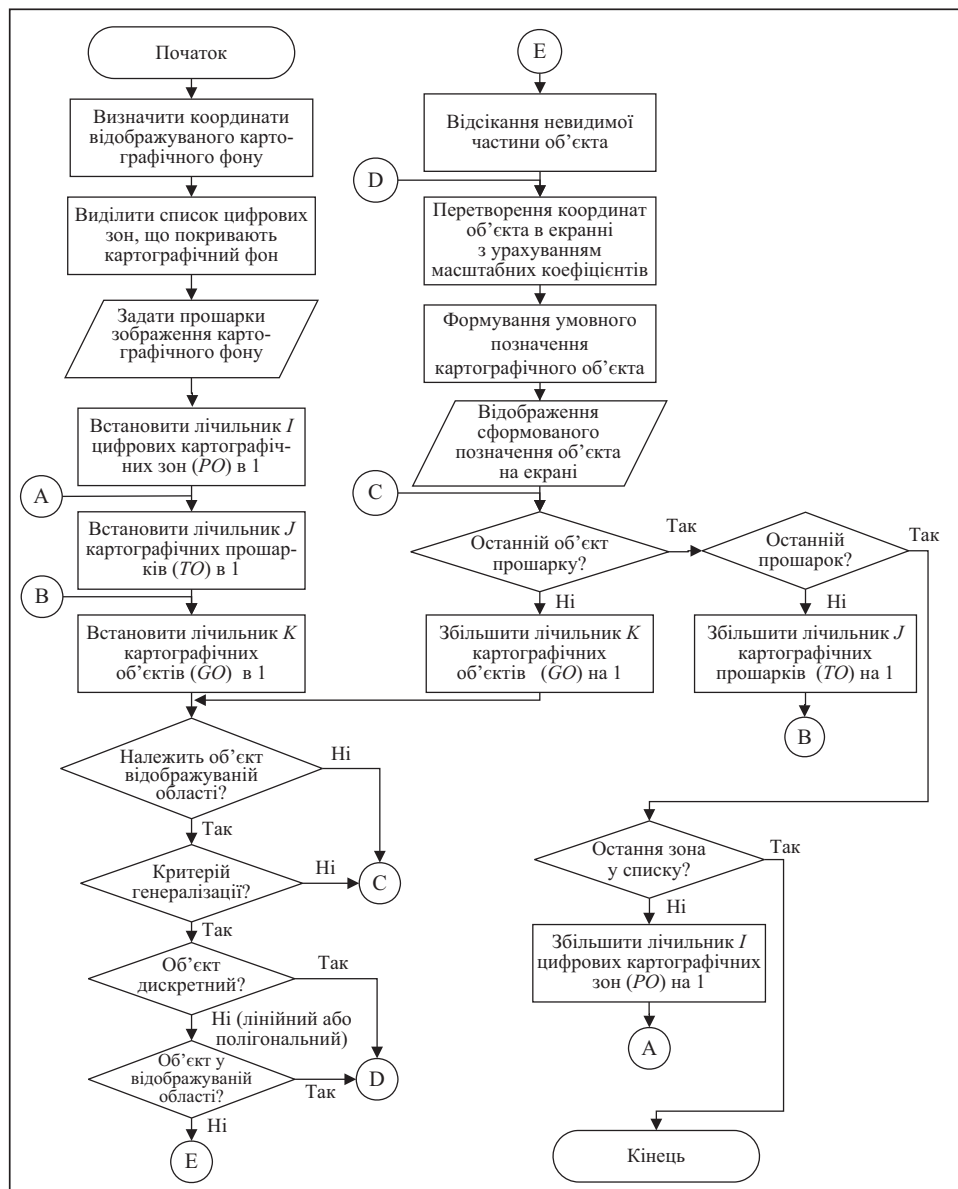 Початок
Визначити координати
відображуваного карто-
графічного фону
Виділити список цифрових
зон, що покривають
картографічний фон
Задати прошарки
зображення карто-
графічного фону
Встановити лічильник I
цифрових картографіч-
них зон (PO) в 1
A
Встановити лічильник J
картографічних прошар-
ків (TO) в 1
B
Встановити лічильник K
картографічних
об’єктів (GO) в 1
Належить об’єкт
відображуваній
області?
Ні
Так
Критерій
генералізації?
Ні
C
Так
Об’єкт
дискретний?
Так
Ні (лінійний або
полігональний)
Об’єкт у
відображуваній
області?
Так
D
Ні
E
E
Відсікання невидимої
частини об’єкта
D
Перетворення координат
об’єкта в екранні
з урахуванням
масштабних коефіцієнтів
Формування умовного
позначення
картографічного об’єкта
Відображення
сформованого
позначення об’єкта
на екрані
C
Останній об’єкт
прошарку?
Так
Ні
Збільшити лічильник K
картографічних
об’єктів (GO) на 1
Останній
прошарок?
Так
Ні
Збільшити лічильник J
картографічних
прошарків (TO) на 1
B
Остання зона
у списку?
Так
Ні
Збільшити лічильник I
цифрових картографічних
зон (PO) на 1
A
Кінець